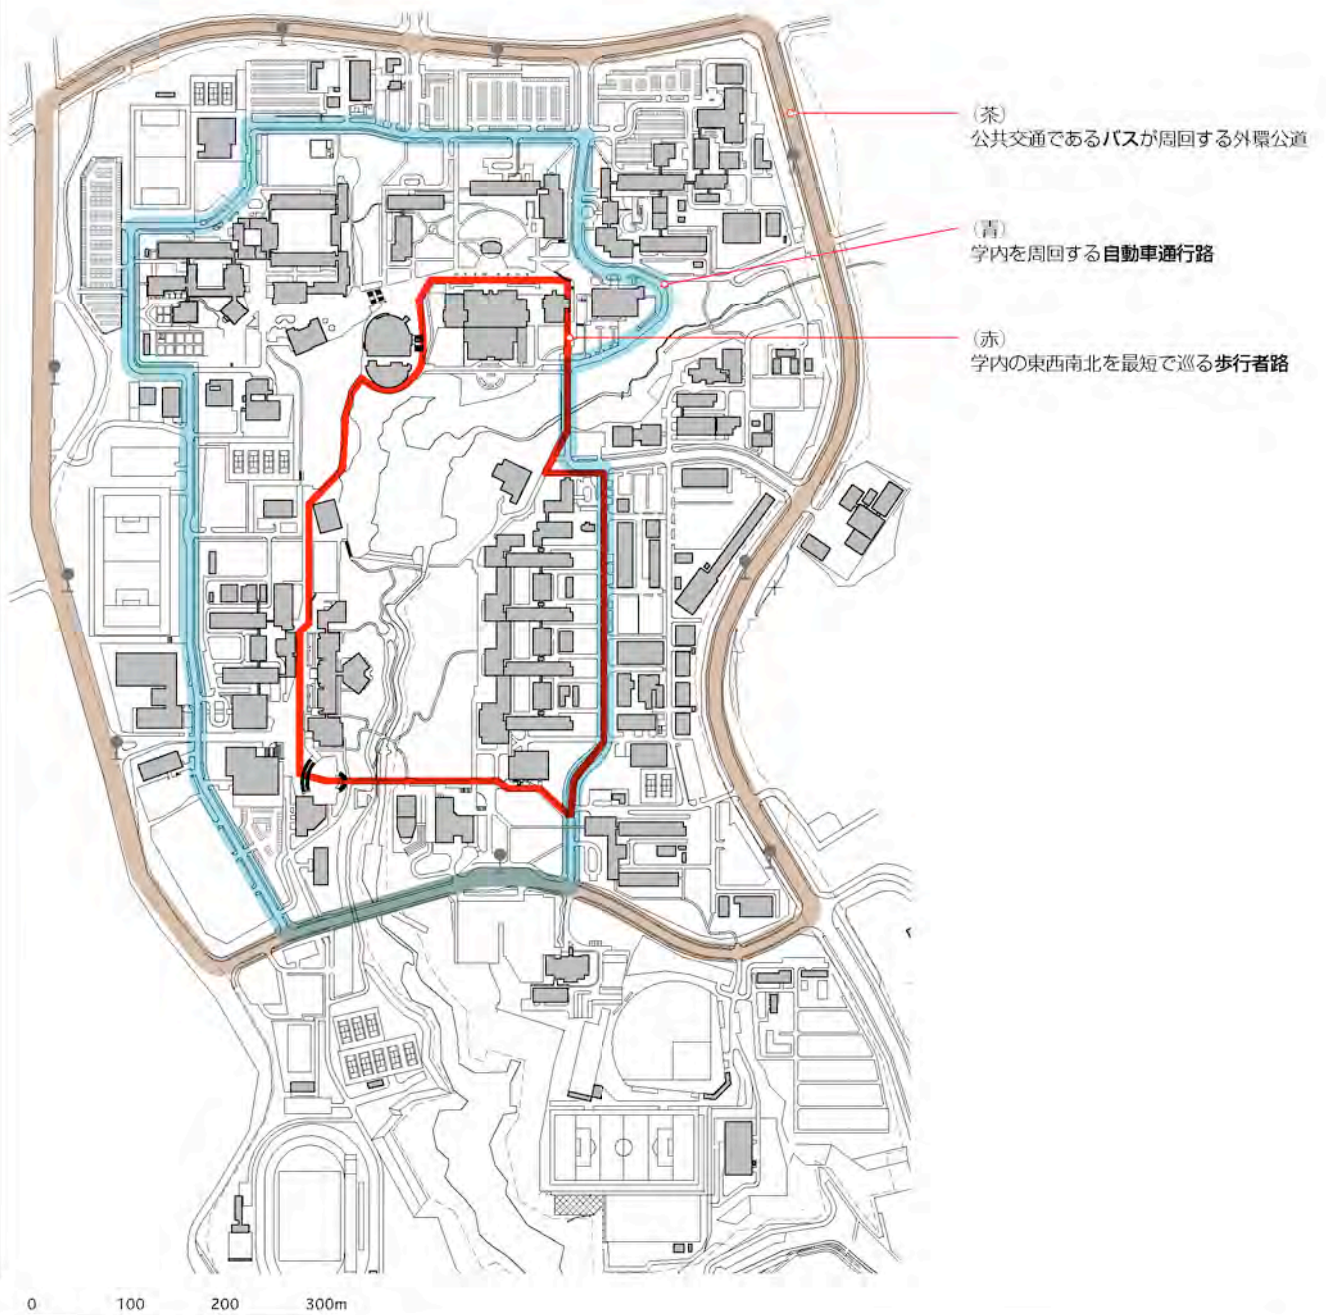 （茶）
公共交通であるバスが周回する外環公道
（青）
学内を周回する自動車通行路
（赤）
学内の東西南北を最短で巡る歩行者路
0 100 200 300m